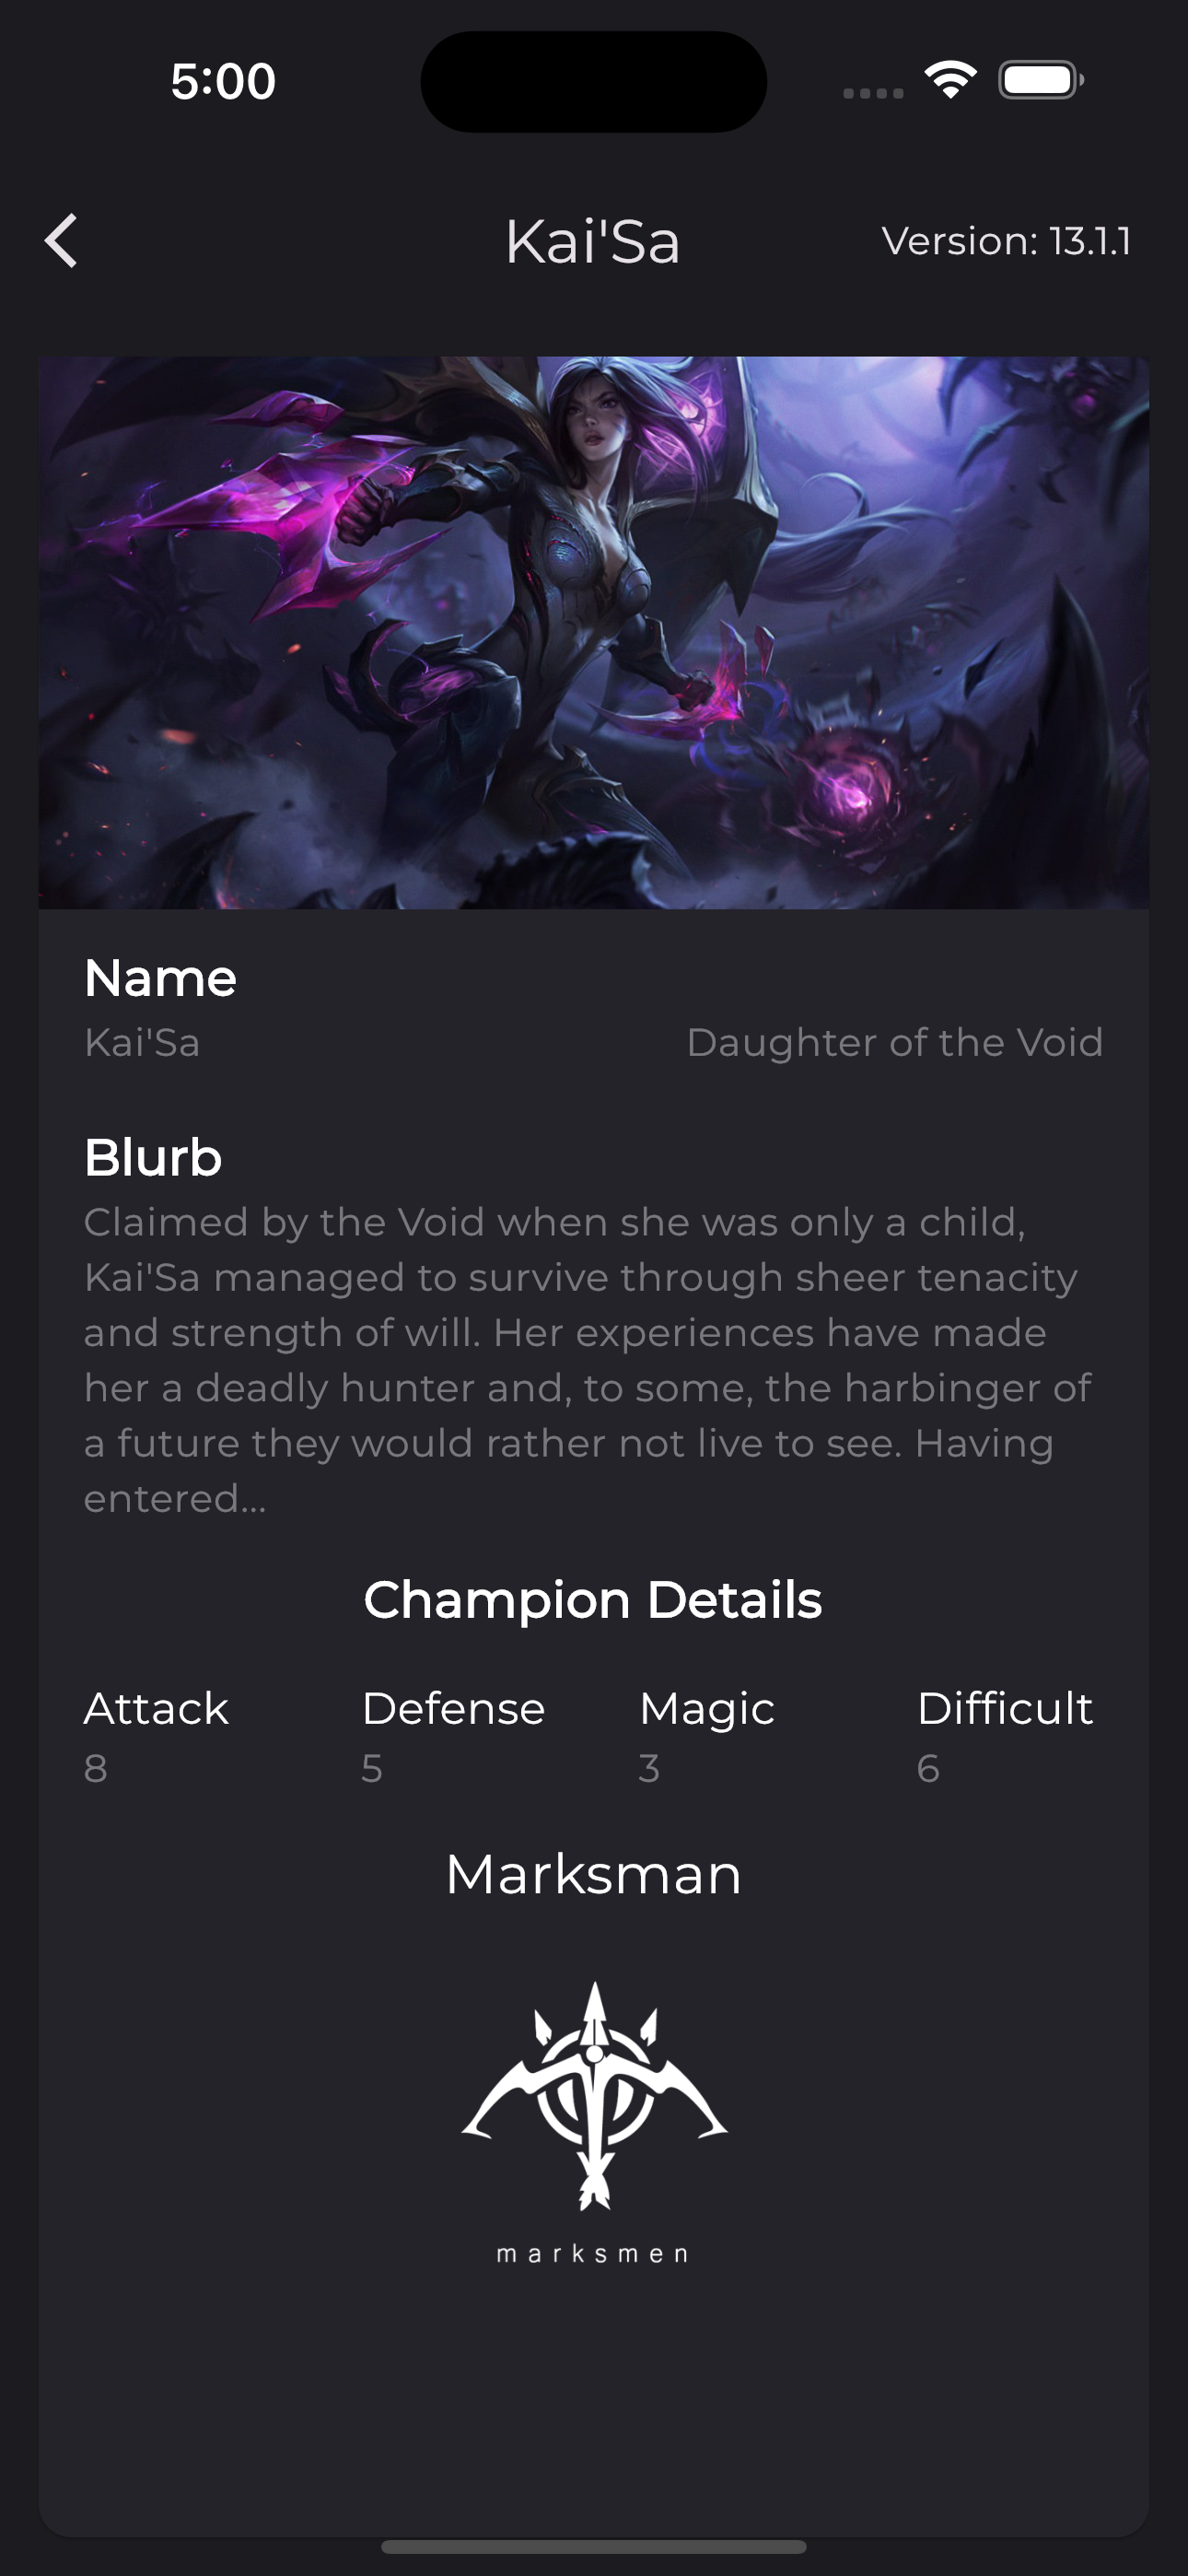 5:00
Kai'Sa
Version: 13.1.1
Name
Kai'Sa
Daughter of the Void
Blurb
Claimed by the Void when she was only a child,
Kai'Sa managed to survive through sheer tenacity
and strength of will. Her experiences have made
her a deadly hunter and, to some, the harbinger of
a future they would rather not live to see. Having
entered...
Champion Details
Attack Defense Magic Difficult
8 5 3 6
Marksman
marksmen